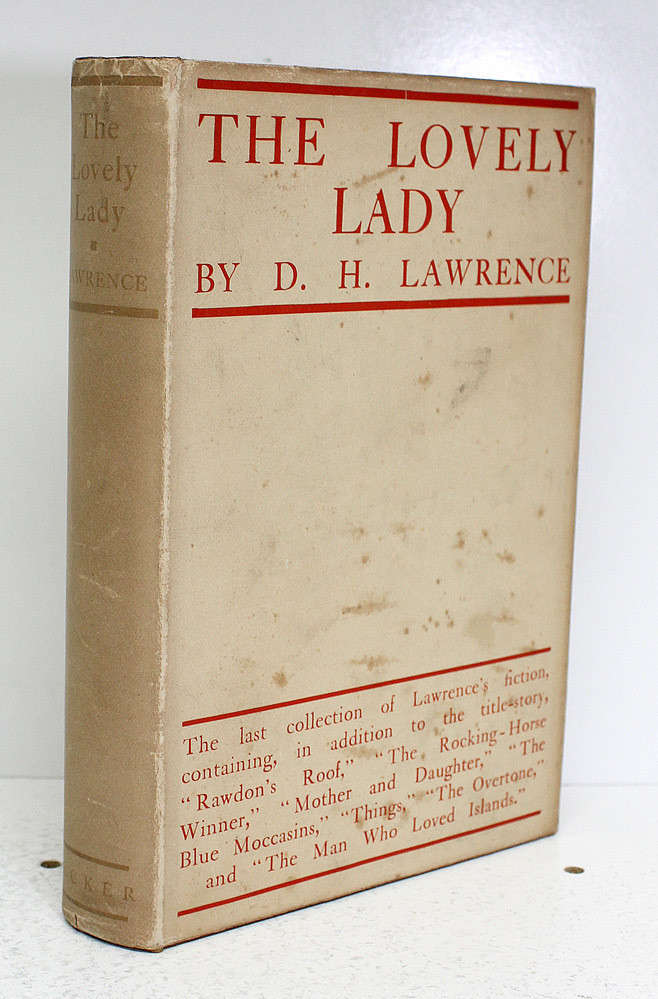 The
Lovely
Lady
LAWRENCE
THE LOVELY
LADY
BY D. H. LAWRENCE
The last collection of Lawrence's fiction,
containing, in addition to the title-story,
"Rawdon's Roof," "The Rocking-Horse
Winner," "Mother and Daughter," "The
Blue Moccasins," "Things," "The Overtone,"
and "The Man Who Loved Islands."